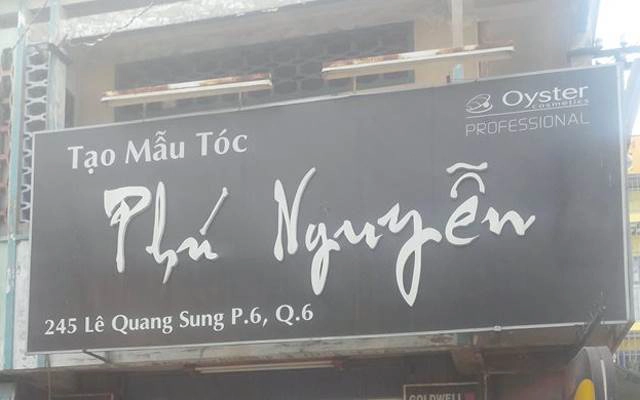 Oyster
cosmetics
PROFESSIONAL
Tạo Mẫu Tóc
Phú Nguyễn
245 Lê Quang Sung P.6, Q.6
GOLDWELL